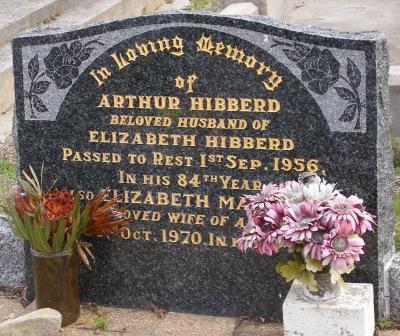 In Loving Memory
of
ARTHUR HIBBERD
BELOVED HUSBAND OF
ELIZABETH HIBBERD
PASSED TO REST 1ST SEP. 1956.
IN HIS 84TH YEAR
ELIZABETH
WIFE OF
OCT. 1970 IN